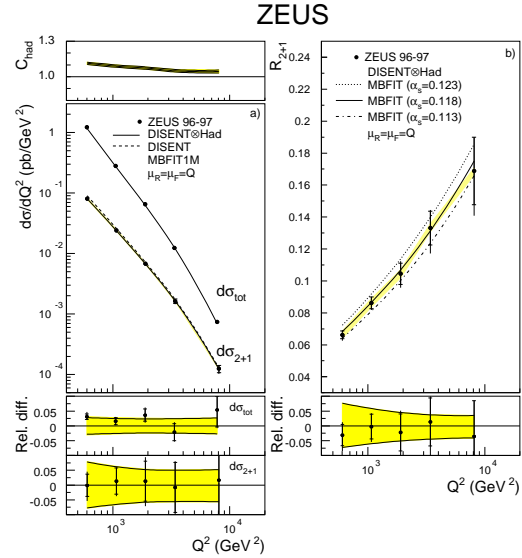 ZEUS
C_had
1.2
1.0
dσ/dQ² (pb/GeV²)
a)
ZEUS 96-97
DISENT⊗Had
DISENT
MBFIT1M
μ_R=μ_F=Q
1
10⁻¹
10⁻²
10⁻³
10⁻⁴
dσ_tot
dσ_2+1
Rel. diff.
0.05
0
-0.05
dσ_tot
0.05
0
-0.05
dσ_2+1
10³
10⁴
Q² (GeV²)
R_2+1
b)
ZEUS 96-97
DISENT⊗Had
MBFIT (α_s=0.123)
MBFIT (α_s=0.118)
MBFIT (α_s=0.113)
μ_R=μ_F=Q
0.24
0.22
0.2
0.18
0.16
0.14
0.12
0.1
0.08
0.06
0.04
Rel. diff.
0.05
0
-0.05
10³
10⁴
Q² (GeV²)